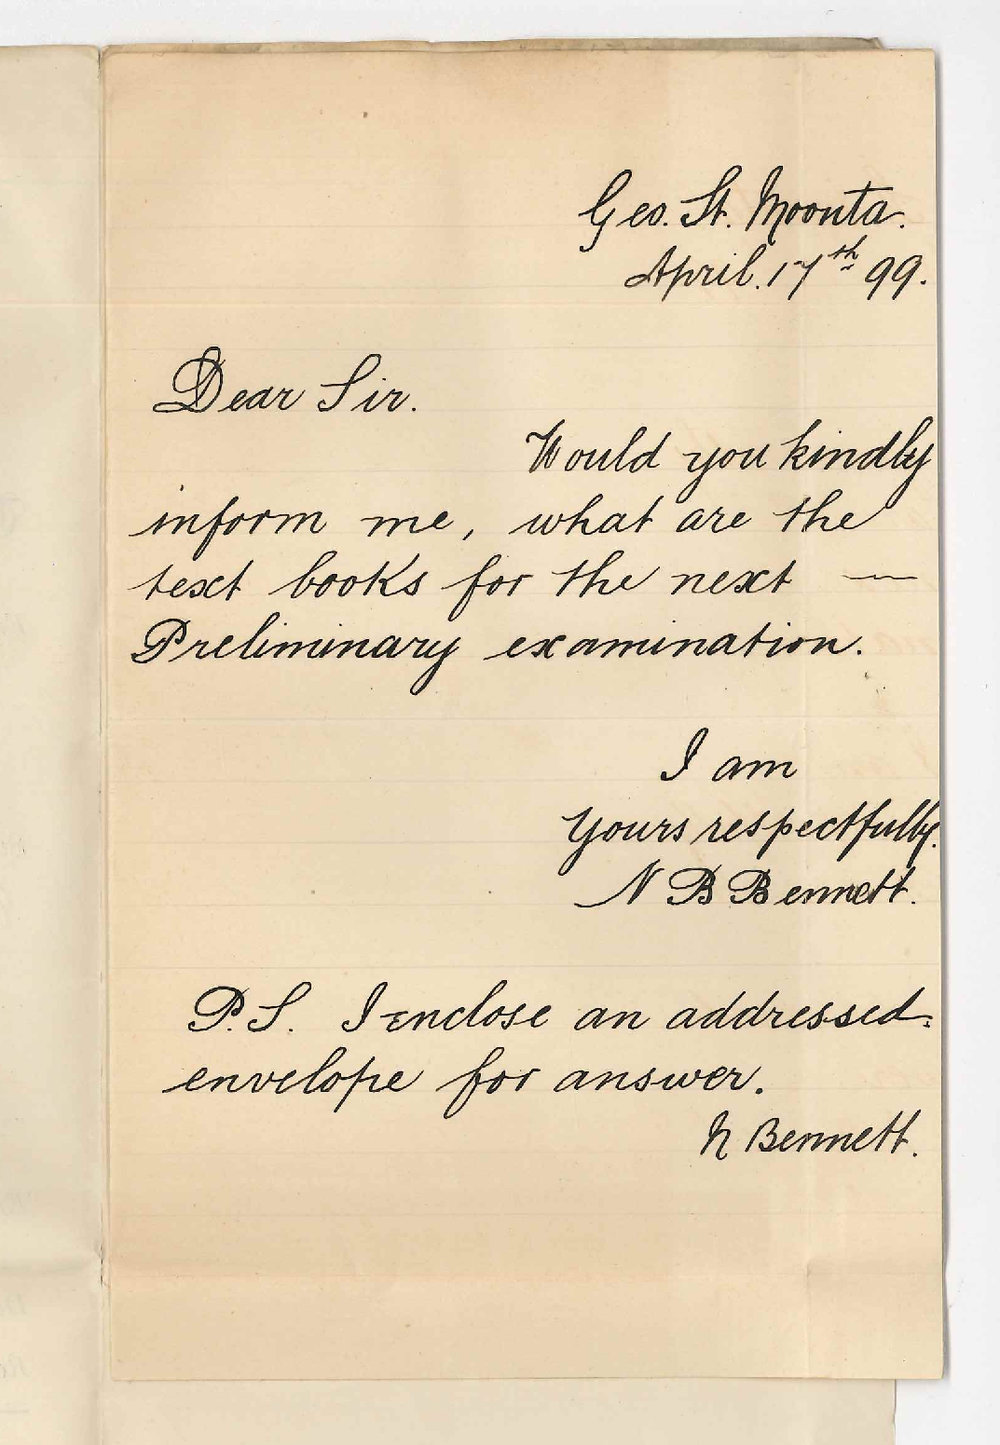 Geo. St. Moonta.
April. 17th 99.
Dear Sir.
Would you kindly
inform me, what are the
text books for the next —
Preliminary examination.
I am
Yours respectfully.
N B Bennett.
P.S. I enclose an addressed.
envelope for answer.
N Bennett.